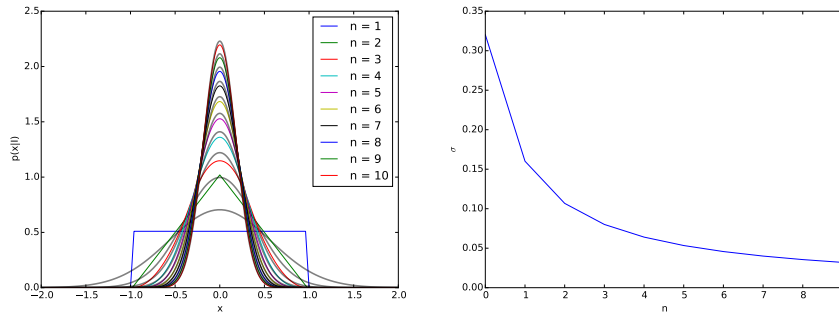 2.5
2.0
1.5
1.0
0.5
0.0
p(x|I)
−2.0 −1.5 −1.0 −0.5 0.0 0.5 1.0 1.5 2.0
x
n = 1
n = 2
n = 3
n = 4
n = 5
n = 6
n = 7
n = 8
n = 9
n = 10
0.35
0.30
0.25
0.20
0.15
0.10
0.05
0.00
σ
0 1 2 3 4 5 6 7 8
n